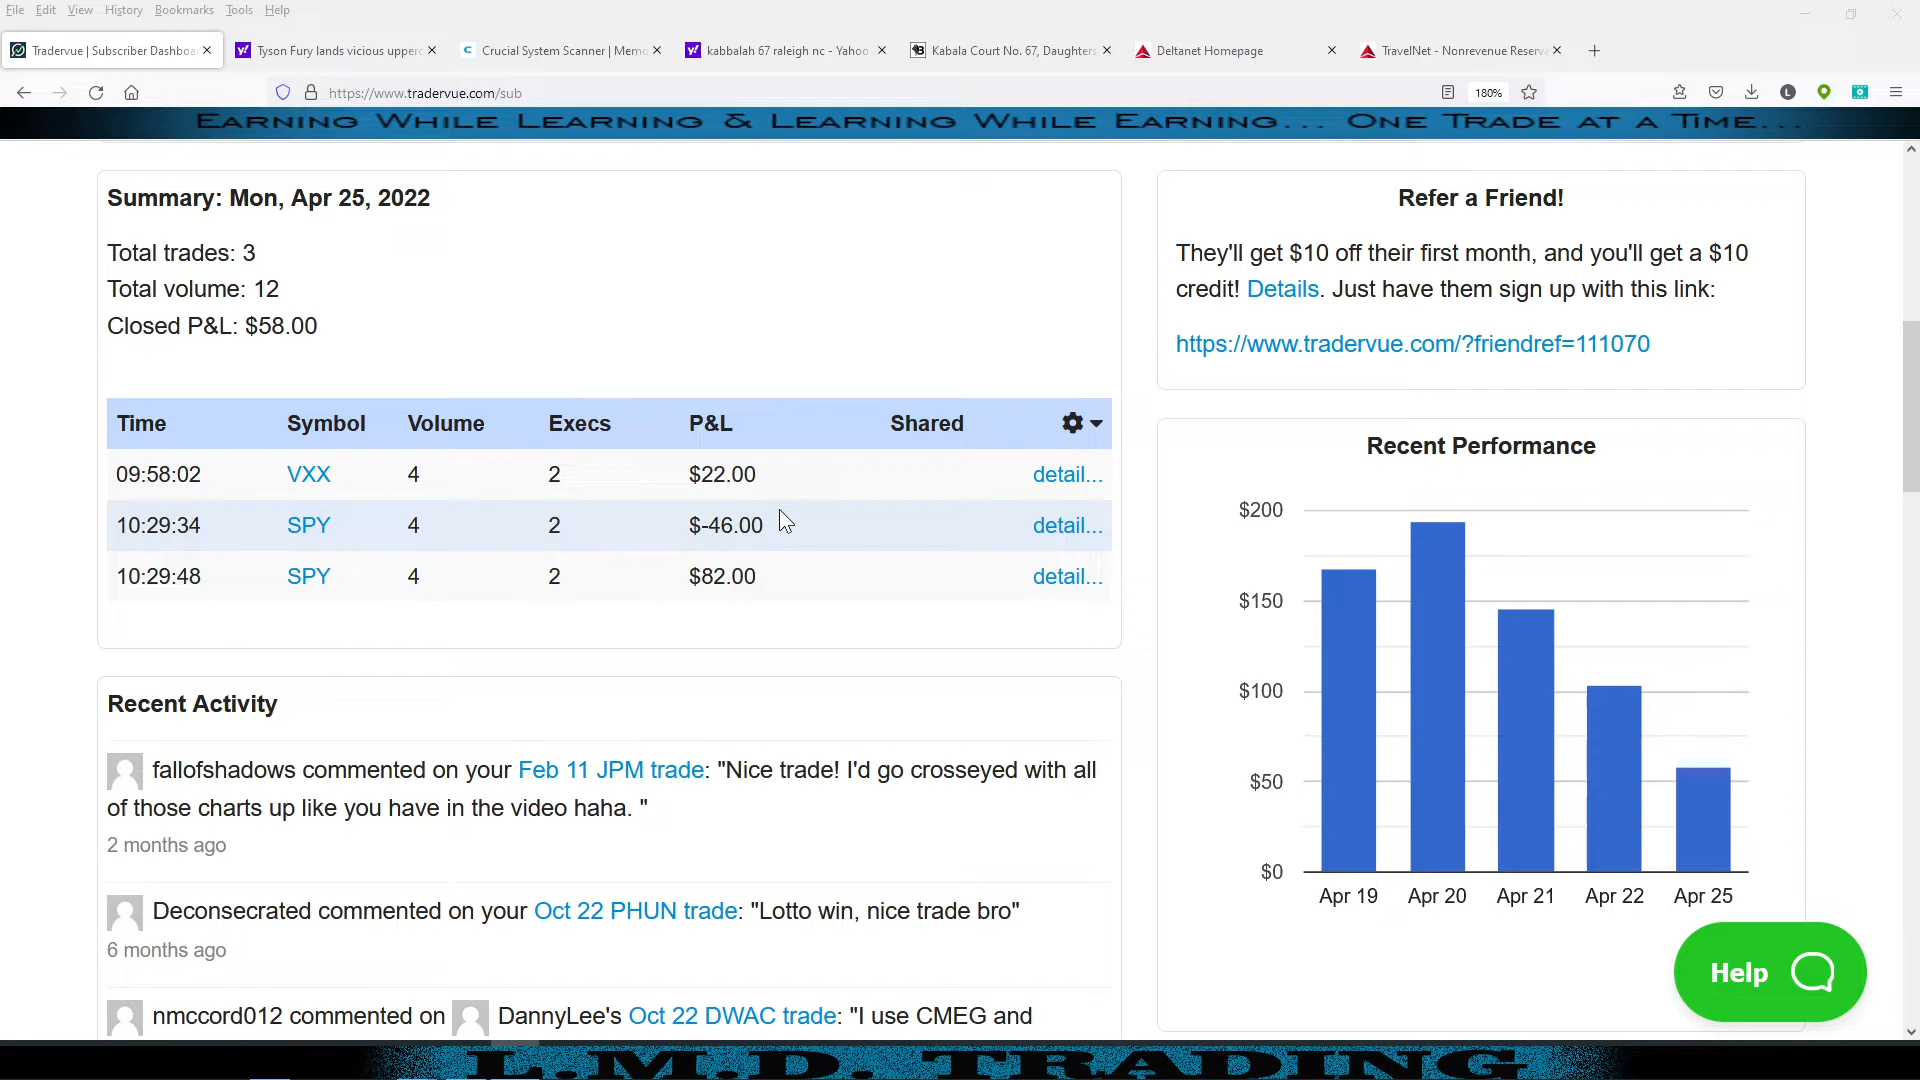 File Edit View History Bookmarks Tools Help
Tradervue | Subscriber Dashboa
Tyson Fury lands vicious upperc
Crucial System Scanner | Memb
kabbalah 67 raleigh nc - Yahoo
Kabala Court No. 67, Daughters
Deltanet Homepage
TravelNet - Nonrevenue Reserva
https://www.tradervue.com/sub
180%
EARNING WHILE LEARNING & LEARNING WHILE EARNING... ONE TRADE AT A TIME...
Summary: Mon, Apr 25, 2022
Total trades: 3
Total volume: 12
Closed P&L: $58.00
Time Symbol Volume Execs P&L Shared
09:58:02 VXX 4 2 $22.00 detail...
10:29:34 SPY 4 2 $-46.00 detail...
10:29:48 SPY 4 2 $82.00 detail...
Recent Activity
fallofshadows commented on your Feb 11 JPM trade: "Nice trade! I'd go crosseyed with all
of those charts up like you have in the video haha. "
2 months ago
Deconsecrated commented on your Oct 22 PHUN trade: "Lotto win, nice trade bro"
6 months ago
nmccord012 commented on DannyLee's Oct 22 DWAC trade: "I use CMEG and
Refer a Friend!
They'll get $10 off their first month, and you'll get a $10
credit! Details. Just have them sign up with this link:
https://www.tradervue.com/?friendref=111070
Recent Performance
$200
$150
$100
$50
$0
Apr 19 Apr 20 Apr 21 Apr 22 Apr 25
Help
L.M.D. TRADING